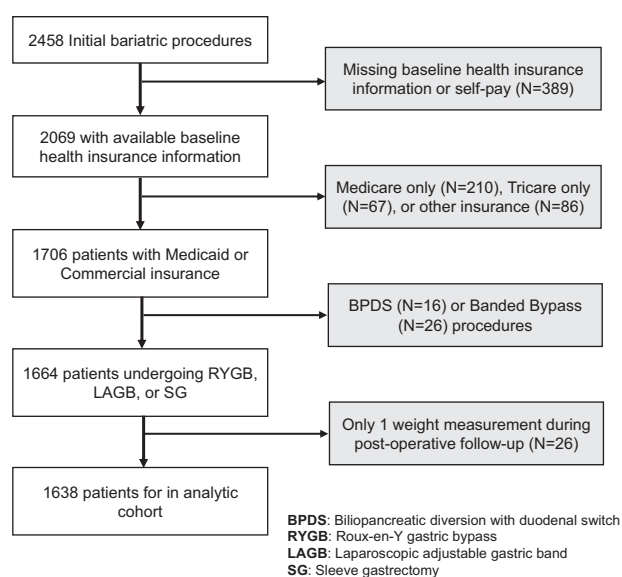 2458 Initial bariatric procedures
Missing baseline health insurance
information or self-pay (N=389)
2069 with available baseline
health insurance information
Medicare only (N=210), Tricare only
(N=67), or other insurance (N=86)
1706 patients with Medicaid or
Commercial insurance
BPDS (N=16) or Banded Bypass
(N=26) procedures
1664 patients undergoing RYGB,
LAGB, or SG
Only 1 weight measurement during
post-operative follow-up (N=26)
1638 patients for in analytic
cohort
BPDS: Biliopancreatic diversion with duodenal switch
RYGB: Roux-en-Y gastric bypass
LAGB: Laparoscopic adjustable gastric band
SG: Sleeve gastrectomy